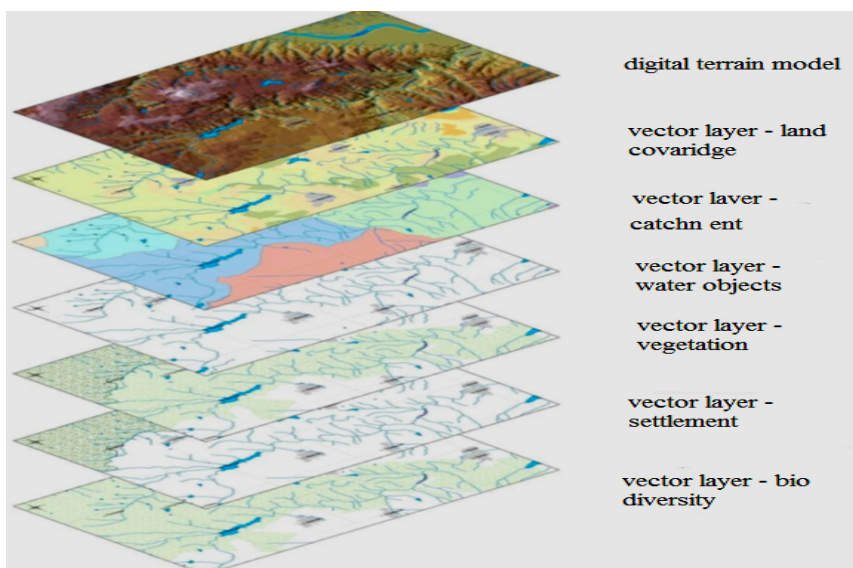 digital terrain model
vector layer - land
covaridge
vector laver -
catchn ent
vector layer -
water objects
vector layer -
vegetation
vector layer -
settlement
vector layer - bio
diversity